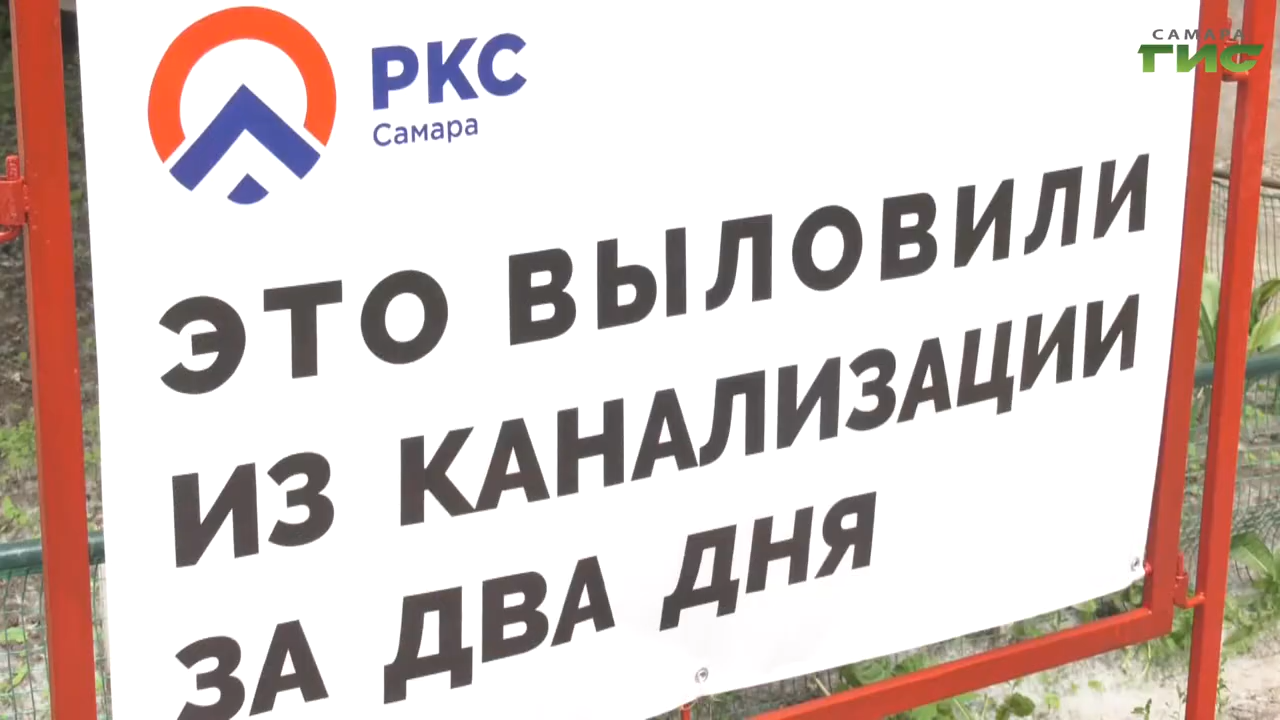 САМАРА
ГИС
РКС
Самара
ЭТО ВЫЛОВИЛИ
ИЗ КАНАЛИЗАЦИИ
ЗА ДВА ДНЯ